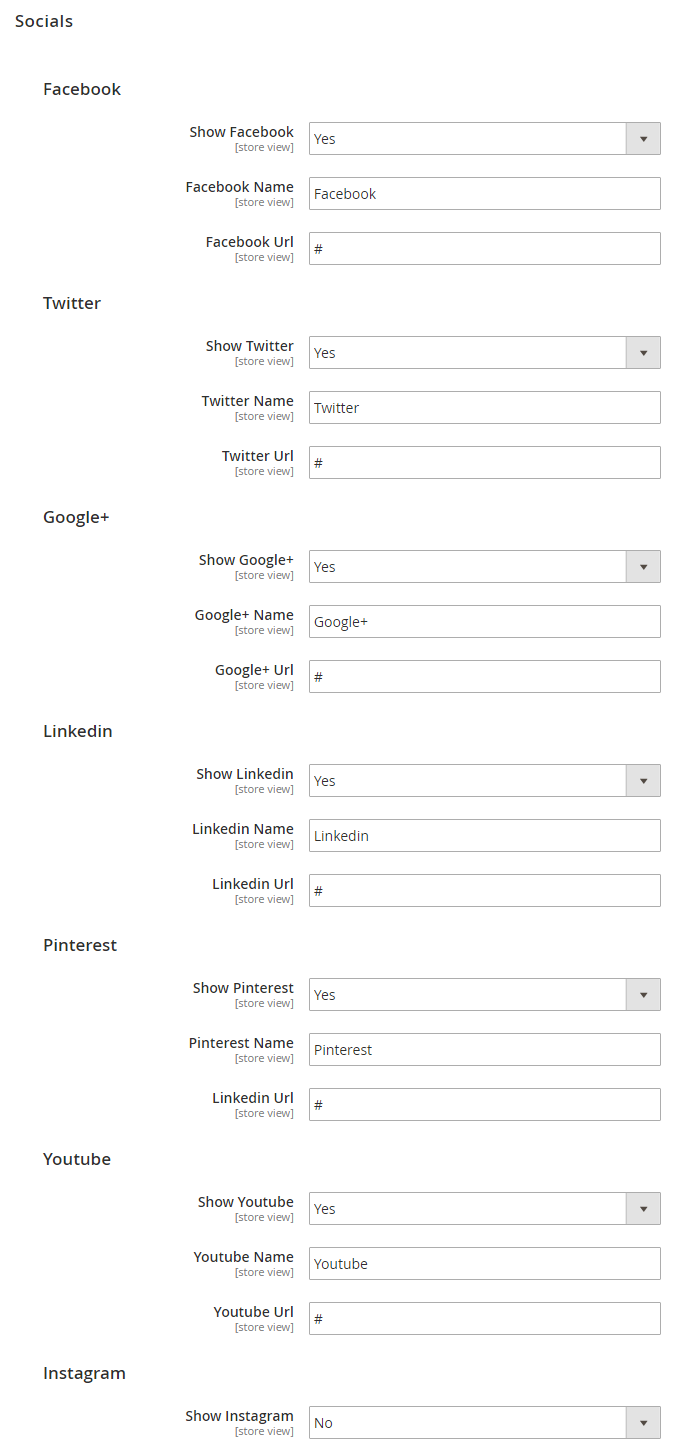 Socials
Facebook
Show Facebook Yes
[store view]
Facebook Name Facebook
[store view]
Facebook Url #
[store view]
Twitter
Show Twitter Yes
[store view]
Twitter Name Twitter
[store view]
Twitter Url #
[store view]
Google+
Show Google+ Yes
[store view]
Google+ Name Google+
[store view]
Google+ Url #
[store view]
Linkedin
Show Linkedin Yes
[store view]
Linkedin Name Linkedin
[store view]
Linkedin Url #
[store view]
Pinterest
Show Pinterest Yes
[store view]
Pinterest Name Pinterest
[store view]
Linkedin Url #
[store view]
Youtube
Show Youtube Yes
[store view]
Youtube Name Youtube
[store view]
Youtube Url #
[store view]
Instagram
Show Instagram No
[store view]